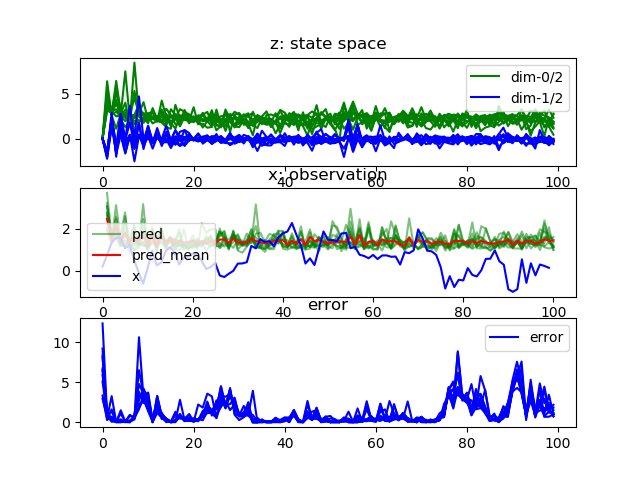 z: state space
5
0
dim-0/2
dim-1/2
0 20 40 60 80 100
x: observation
2
0
pred
pred_mean
x
0 20 40 60 80 100
error
10
5
0
error
0 20 40 60 80 100